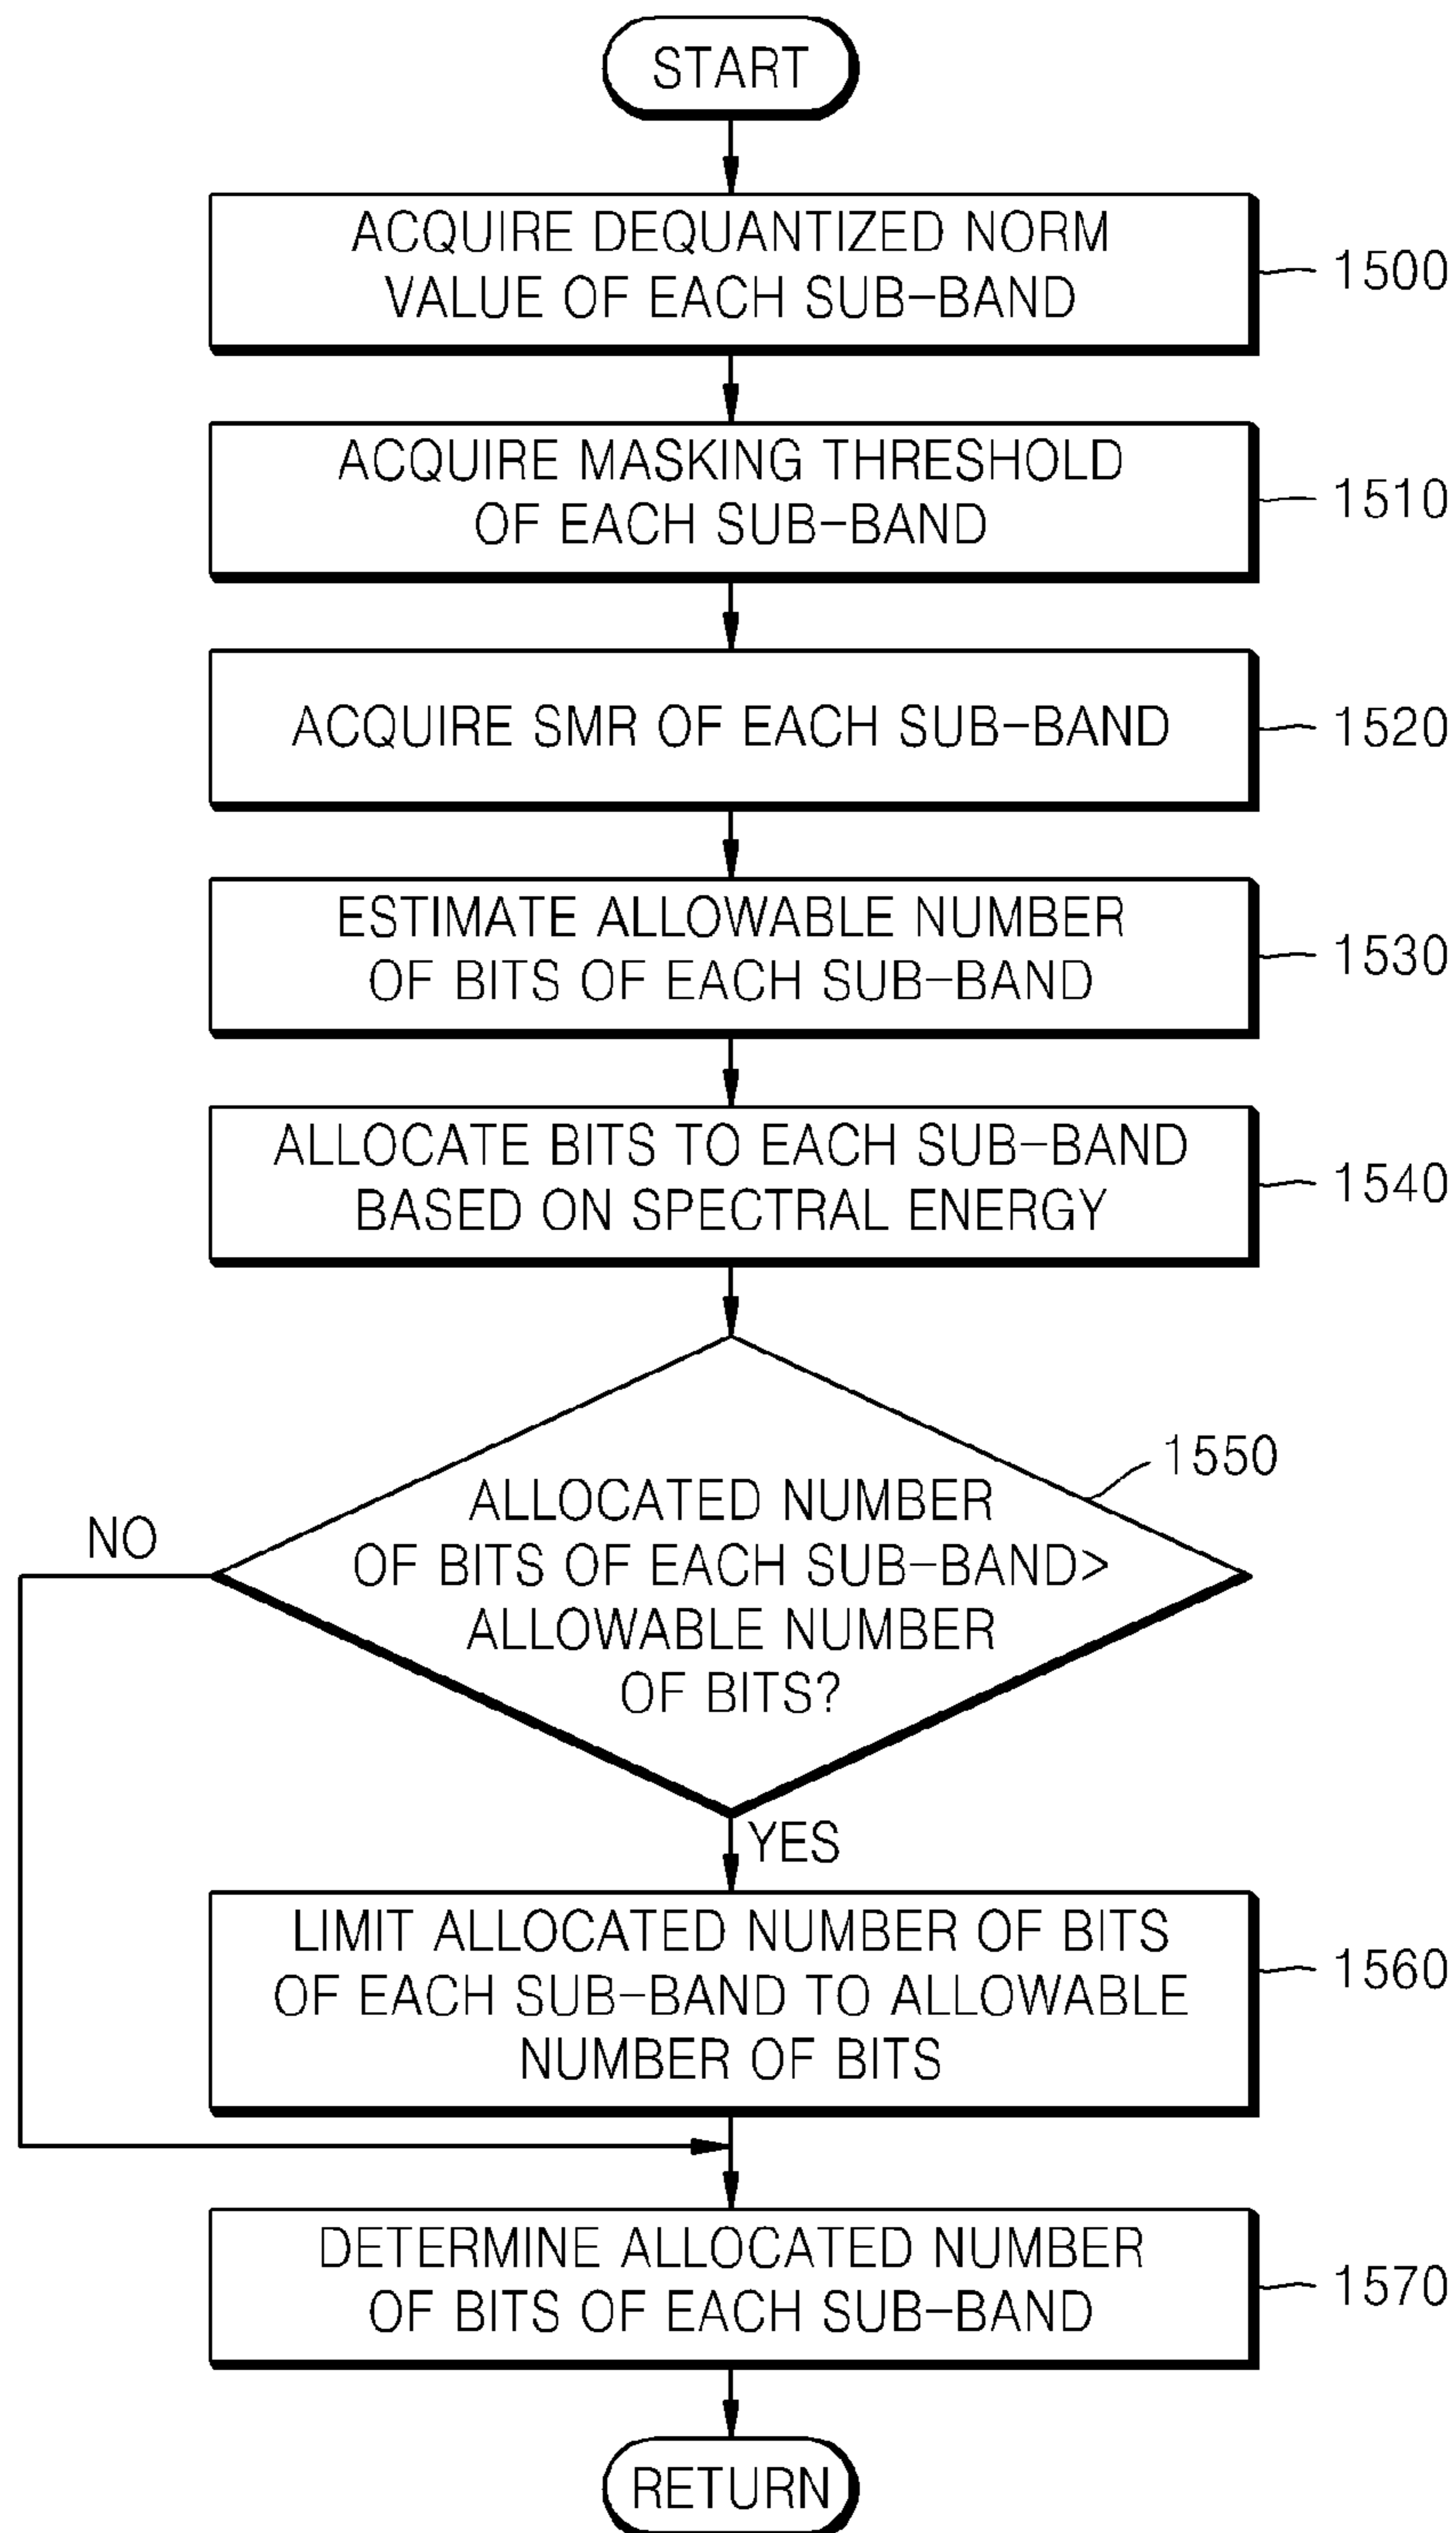 START
ACQUIRE DEQUANTIZED NORM
VALUE OF EACH SUB-BAND
1500
ACQUIRE MASKING THRESHOLD
OF EACH SUB-BAND
1510
ACQUIRE SMR OF EACH SUB-BAND
1520
ESTIMATE ALLOWABLE NUMBER
OF BITS OF EACH SUB-BAND
1530
ALLOCATE BITS TO EACH SUB-BAND
BASED ON SPECTRAL ENERGY
1540
1550
ALLOCATED NUMBER
OF BITS OF EACH SUB-BAND>
ALLOWABLE NUMBER
OF BITS?
NO
YES
LIMIT ALLOCATED NUMBER OF BITS
OF EACH SUB-BAND TO ALLOWABLE
NUMBER OF BITS
1560
DETERMINE ALLOCATED NUMBER
OF BITS OF EACH SUB-BAND
1570
RETURN